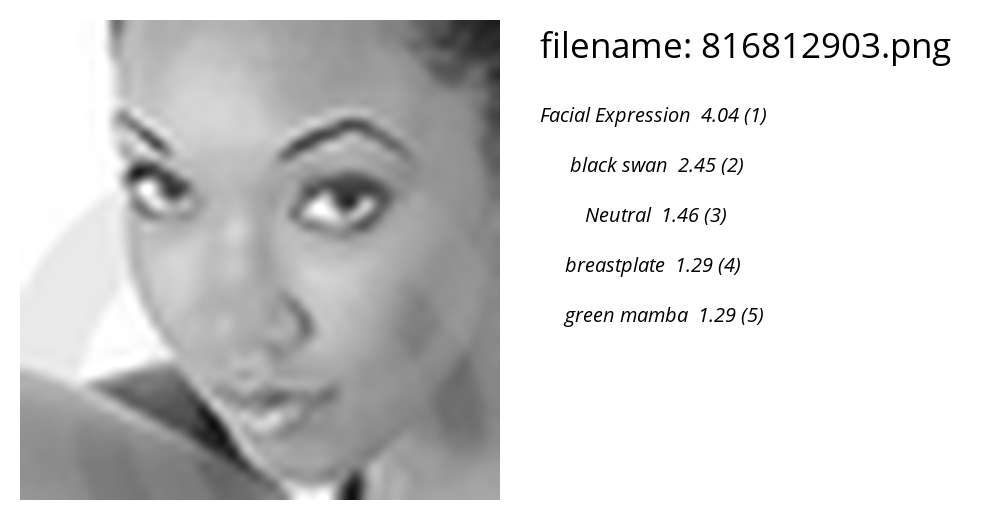 filename: 816812903.png
Facial Expression 4.04 (1)
black swan 2.45 (2)
Neutral 1.46 (3)
breastplate 1.29 (4)
green mamba 1.29 (5)